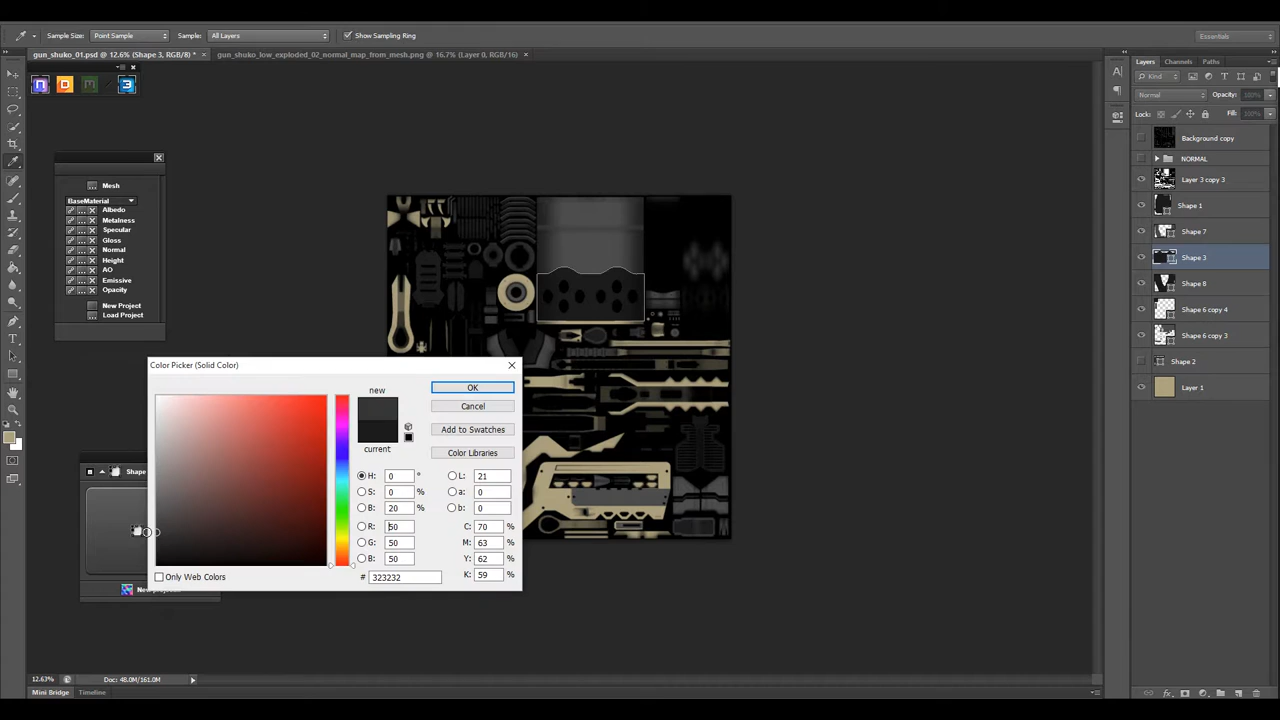 Sample Size: Point Sample Sample: All Layers Show Sampling Ring Essentials
gun_shuko_01.psd @ 12.6% (Shape 3, RGB/8) * × gun_shuko_low_exploded_02_normal_map_from_mesh.png @ 16.7% (Layer 0, RGB/16) ×
Layers Channels Paths
Kind
Normal Opacity: 100%
Lock: Fill: 100%
Background copy
NORMAL
Layer 3 copy 3
Shape 1
Shape 7
Shape 3
Shape 8
Shape 6 copy 4
Shape 6 copy 3
Shape 2
Layer 1
Mesh
BaseMaterial
Albedo
Metalness
Specular
Gloss
Normal
Height
AO
Emissive
Opacity
New Project
Load Project
Color Picker (Solid Color)
new
current
OK
Cancel
Add to Swatches
Color Libraries
H: 0 °
S: 0 %
B: 20 %
R: 50
G: 50
B: 50
L: 21
a: 0
b: 0
C: 70 %
M: 63 %
Y: 62 %
K: 59 %
Only Web Colors
# 323232
Shape
12.63% Doc: 48.0M/161.0M
Mini Bridge Timeline